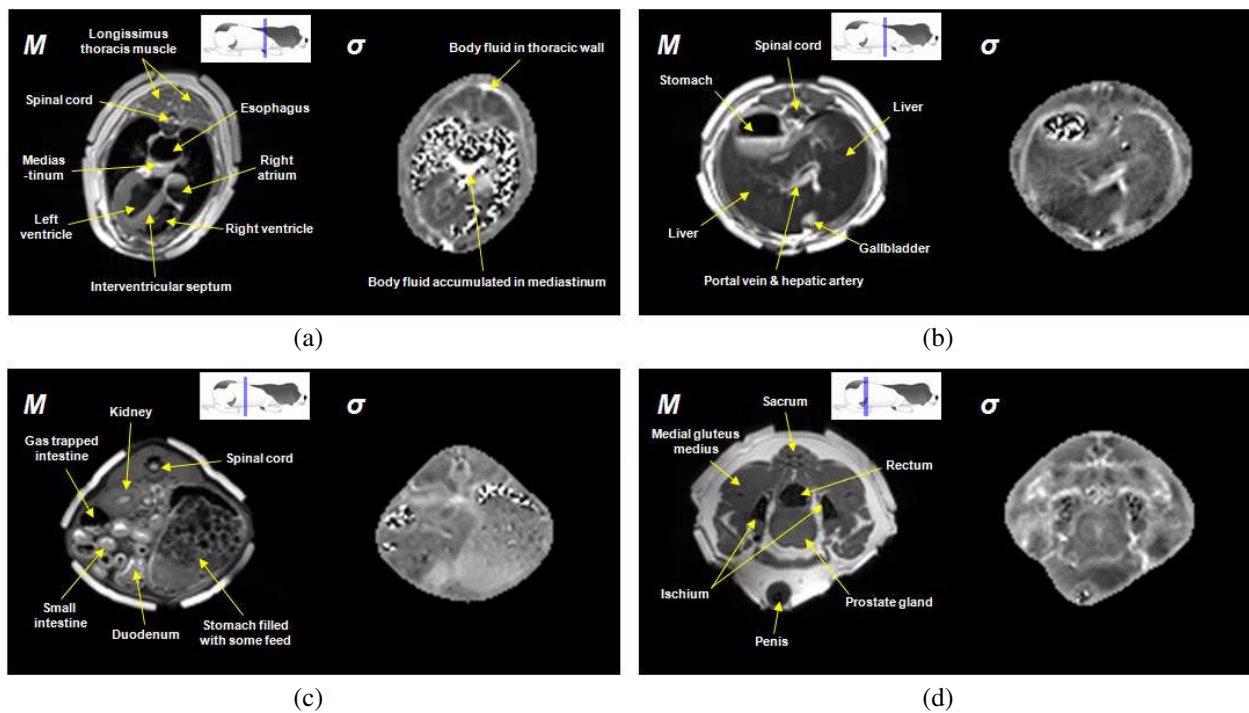 M
Longissimus
thoracis muscle
Spinal cord
Esophagus
Medias
-tinum
Right
atrium
Left
ventricle
Right ventricle
Interventricular septum
σ
Body fluid in thoracic wall
Body fluid accumulated in mediastinum
(a)
M
Spinal cord
Stomach
Liver
Liver
Gallbladder
Portal vein & hepatic artery
σ
(b)
M
Kidney
Gas trapped
intestine
Spinal cord
Small
intestine
Duodenum
Stomach filled
with some feed
σ
(c)
M
Sacrum
Medial gluteus
medius
Rectum
Ischium
Prostate gland
Penis
σ
(d)